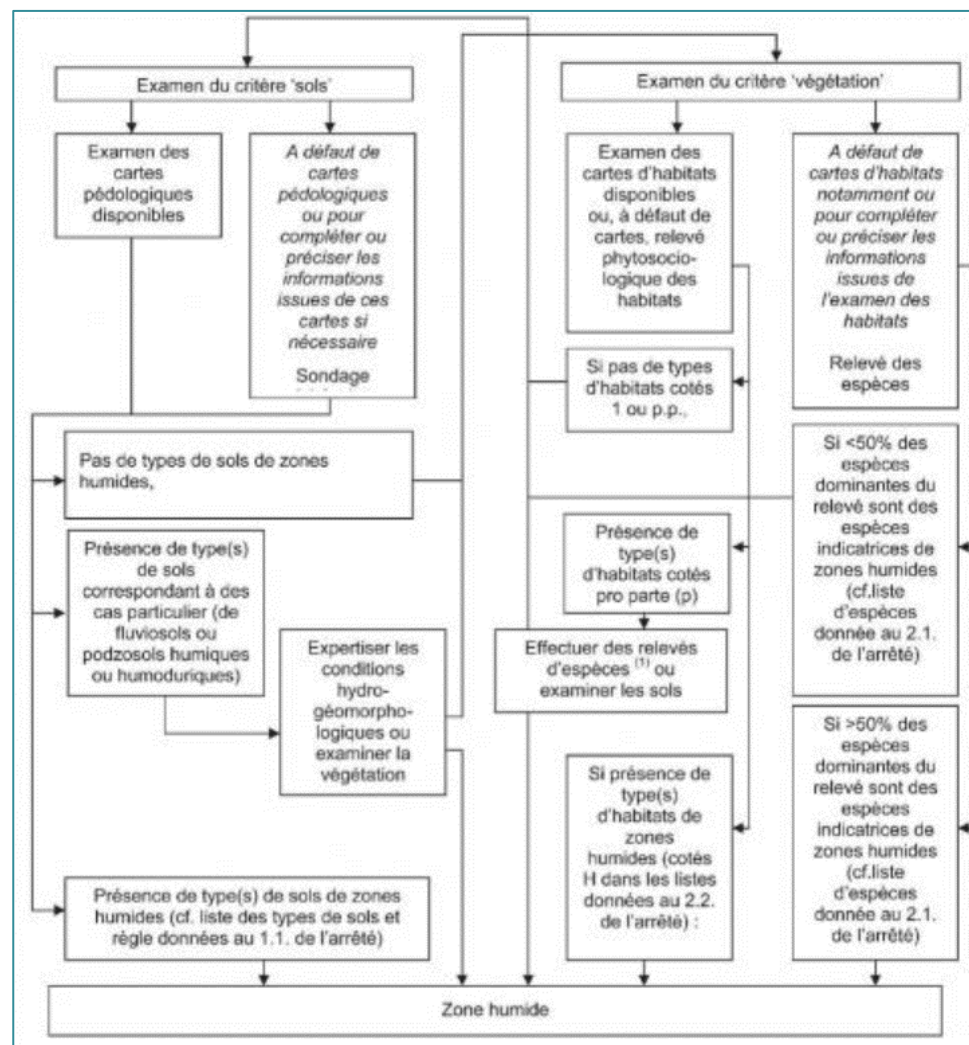 Examen du critère 'sols'
Examen des
cartes
pédologiques
disponibles
A défaut de
cartes
pédologiques
ou pour
compléter ou
préciser les
informations
issues de ces
cartes si
nécessaire
Sondage
Pas de types de sols de zones
humides,
Présence de type(s)
de sols
correspondant à des
cas particulier (de
fluviosols ou
podzosols humiques
ou humoduriques)
Expertiser les
conditions
hydro-
géomorpho-
logiques ou
examiner la
végétation
Présence de type(s) de sols de zones
humides (cf. liste des types de sols et
règle données au 1.1. de l'arrêté)
Examen du critère 'végétation'
Examen des
cartes d'habitats
disponibles
ou, à défaut de
cartes, relevé
phytosocio-
logique des
habitats
A défaut de
cartes d'habitats
notamment ou
pour compléter
ou préciser les
informations
issues de
l'examen des
habitats
Relevé des
espèces
Si pas de types
d'habitats cotés
1 ou p.p.,
Présence de
type(s)
d'habitats cotés
pro parte (p)
Effectuer des relevés
d'espèces (1) ou
examiner les sols
Si présence de
type(s)
d'habitats de
zones
humides (cotés
H dans les listes
données au 2.2.
de l'arrêté) :
Si <50% des
espèces
dominantes du
relevé sont des
espèces
indicatrices de
zones humides
(cf.liste
d'espèces
donnée au 2.1.
de l'arrêté)
Si >50% des
espèces
dominantes du
relevé sont des
espèces
indicatrices de
zones humides
(cf.liste
d'espèces
donnée au 2.1.
de l'arrêté)
Zone humide